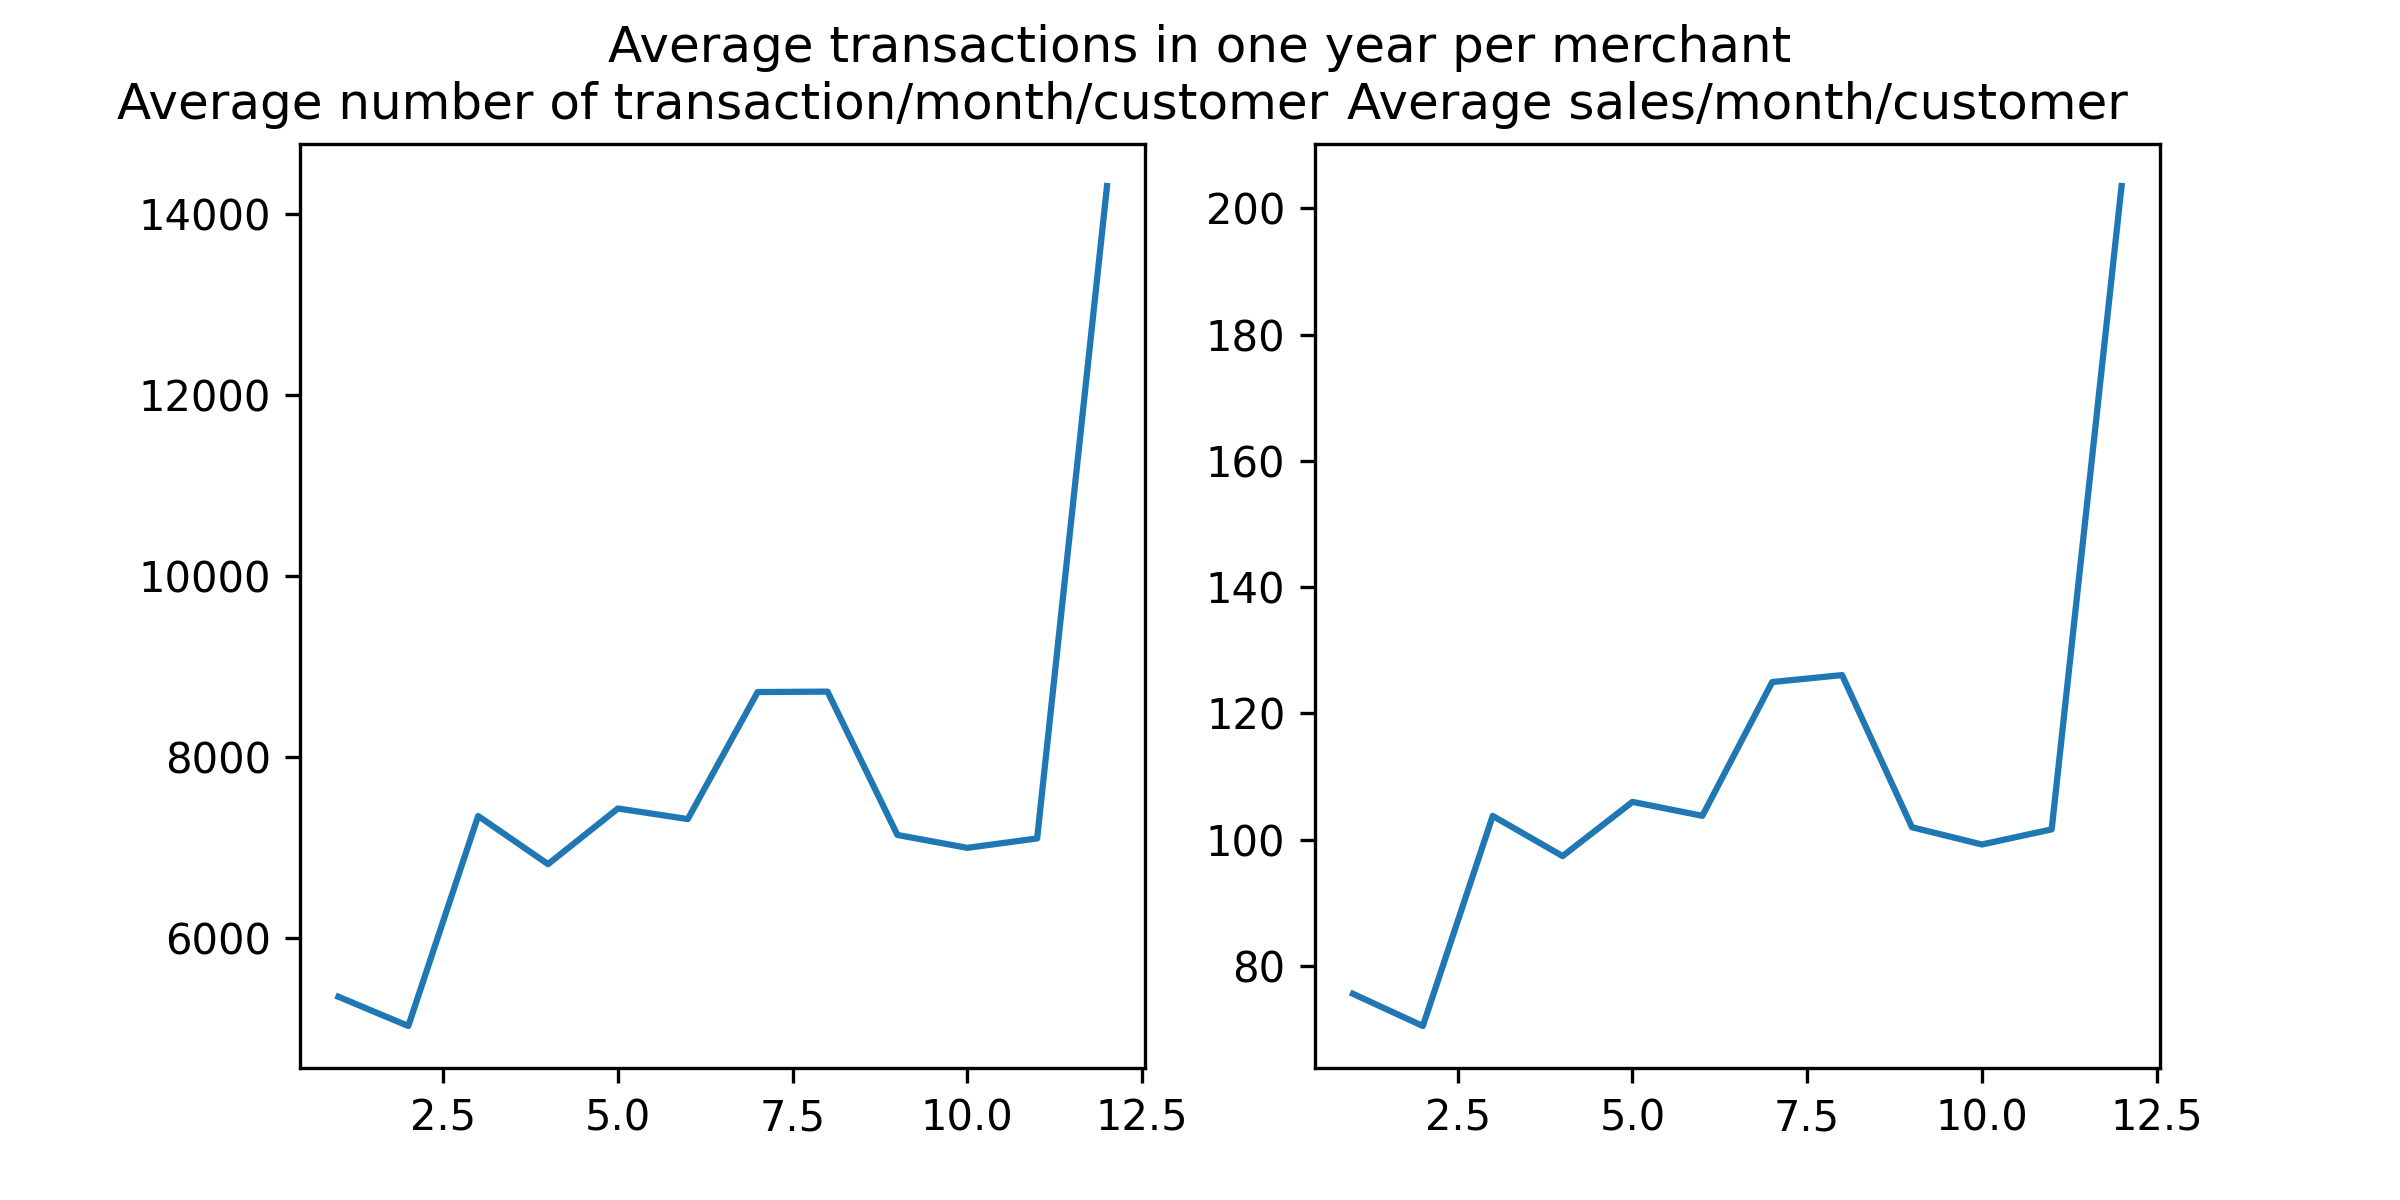 Average transactions in one year per merchant
Average number of transaction/month/customer
14000
12000
10000
8000
6000
2.5 5.0 7.5 10.0 12.5
Average sales/month/customer
200
180
160
140
120
100
80
2.5 5.0 7.5 10.0 12.5